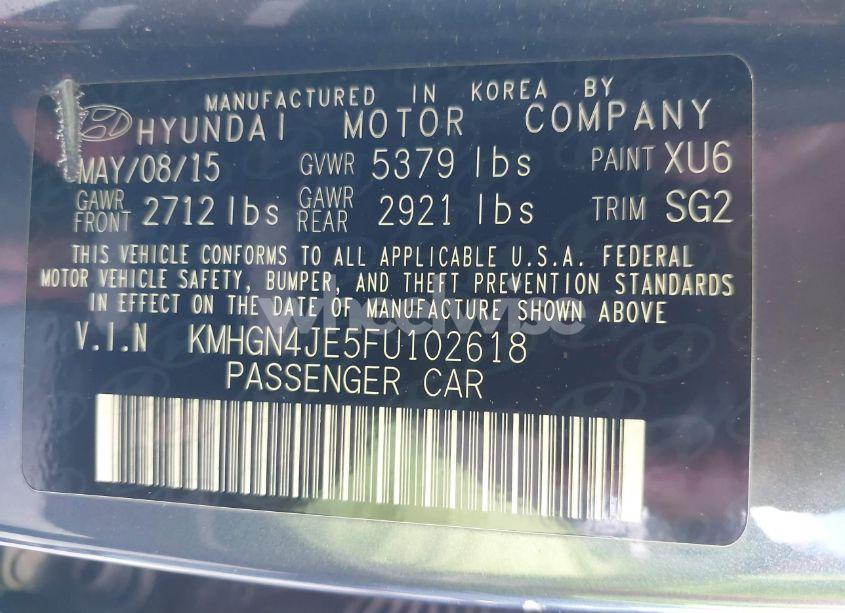 MANUFACTURED IN KOREA BY
HYUNDAI MOTOR COMPANY
MAY/08/15 GVWR 5379 lbs PAINT XU6
GAWR FRONT 2712 lbs GAWR REAR 2921 lbs TRIM SG2
THIS VEHICLE CONFORMS TO ALL APPLICABLE U.S.A. FEDERAL
MOTOR VEHICLE SAFETY, BUMPER, AND THEFT PREVENTION STANDARDS
IN EFFECT ON THE DATE OF MANUFACTURE SHOWN ABOVE
wheelwise
V.I.N KMHGN4JE5FU102618
PASSENGER CAR